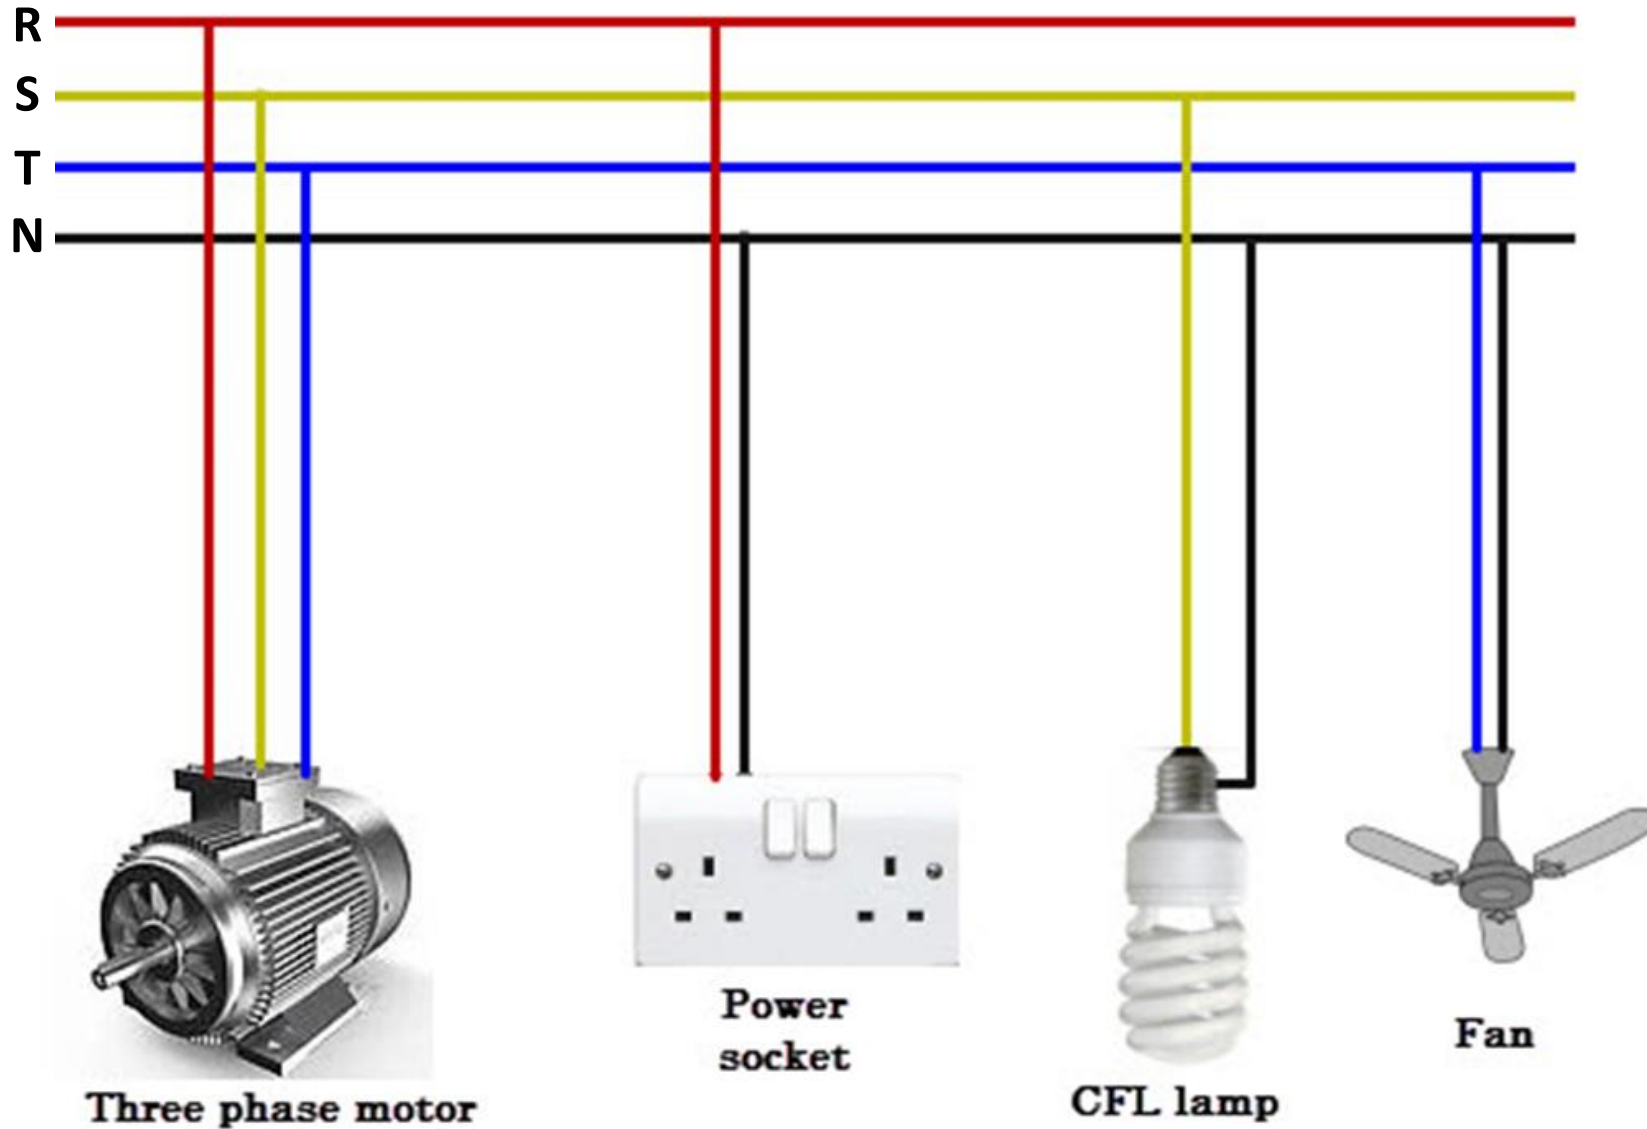 R
S
T
N
Power
socket
Fan
CFL lamp
Three phase motor